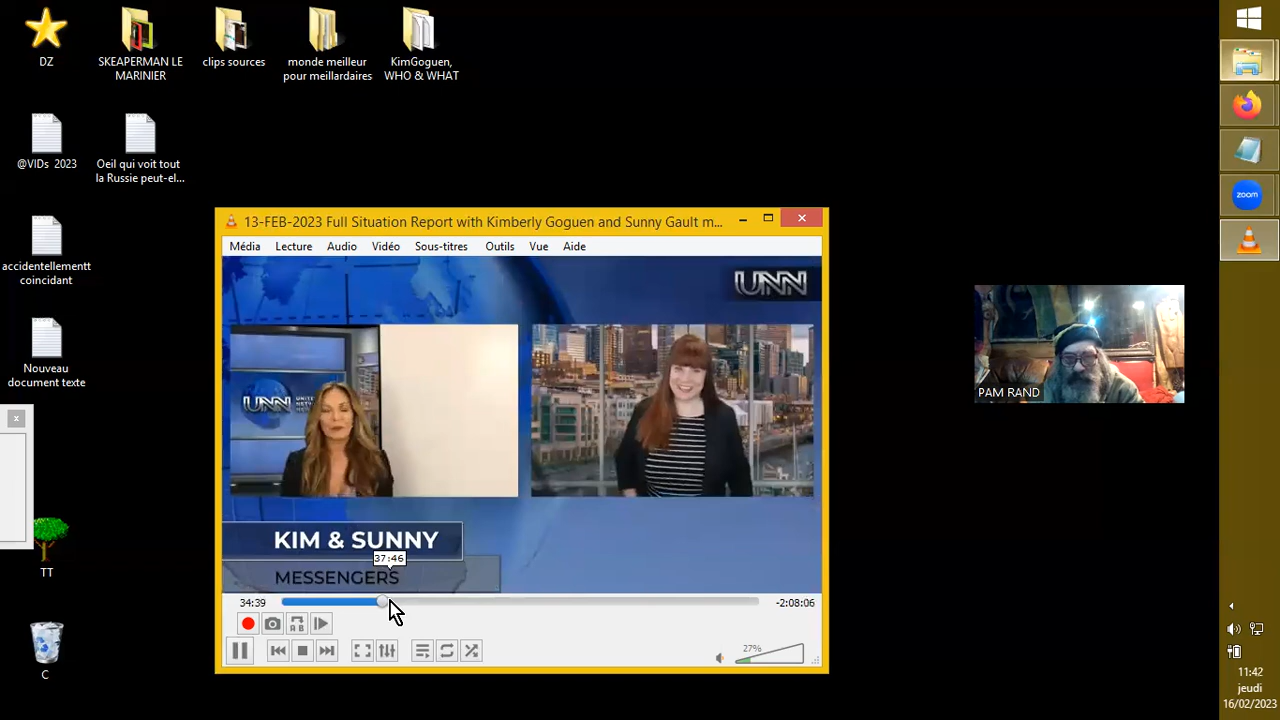 DZ
SKEAPERMAN LE
MARINIER
clips sources
monde meilleur
pour meillardaires
KimGoguen,
WHO & WHAT
@VIDs 2023
Oeil qui voit tout
la Russie peut-el...
accidentellementt
coincidant
Nouveau
document texte
x
TT
C
13-FEB-2023 Full Situation Report with Kimberly Goguen and Sunny Gault m...
Média Lecture Audio Vidéo Sous-titres Outils Vue Aide
UNN
UNN
KIM & SUNNY
37:46
MESSENGERS
34:39
-2:08:06
27%
PAM RAND
zoom
11:42
jeudi
16/02/2023